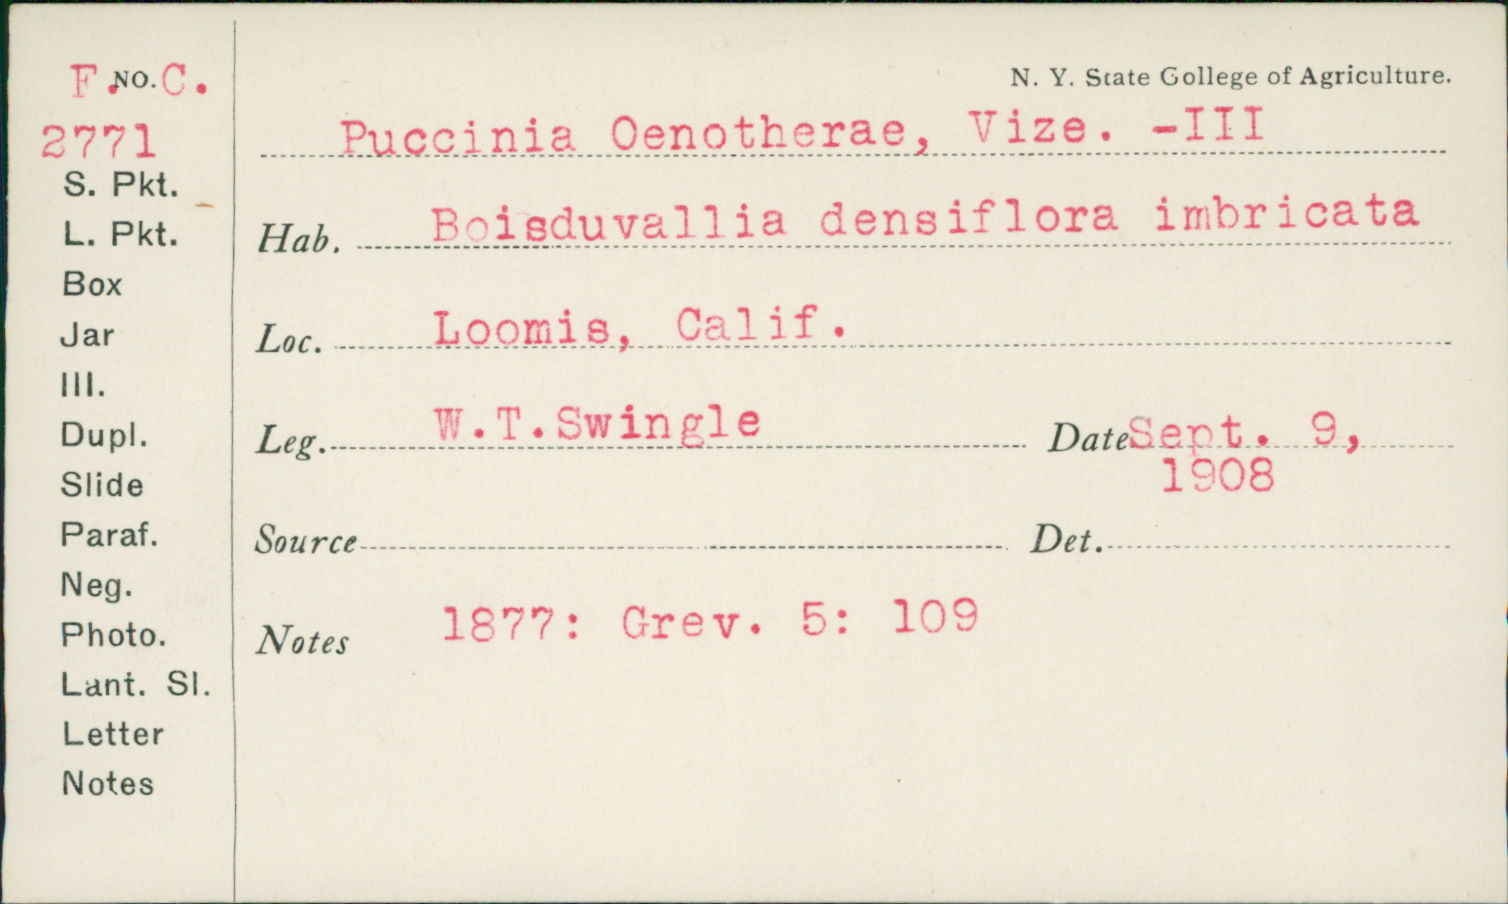 F. NO. C.
2771
S. Pkt.
L. Pkt.
Box
Jar
Ill.
Dupl.
Slide
Paraf.
Neg.
Photo.
Lant. Sl.
Letter
Notes
N. Y. State Gollege of Agriculture.
Puccinia Oenotherae, Vize. -III
Hab. Boisduvallia densiflora imbricata
Loc. Loomis, Calif.
Leg. W.T.Swingle Date Sept. 9,
1908
Source Det.
Notes 1877: Grev. 5: 109